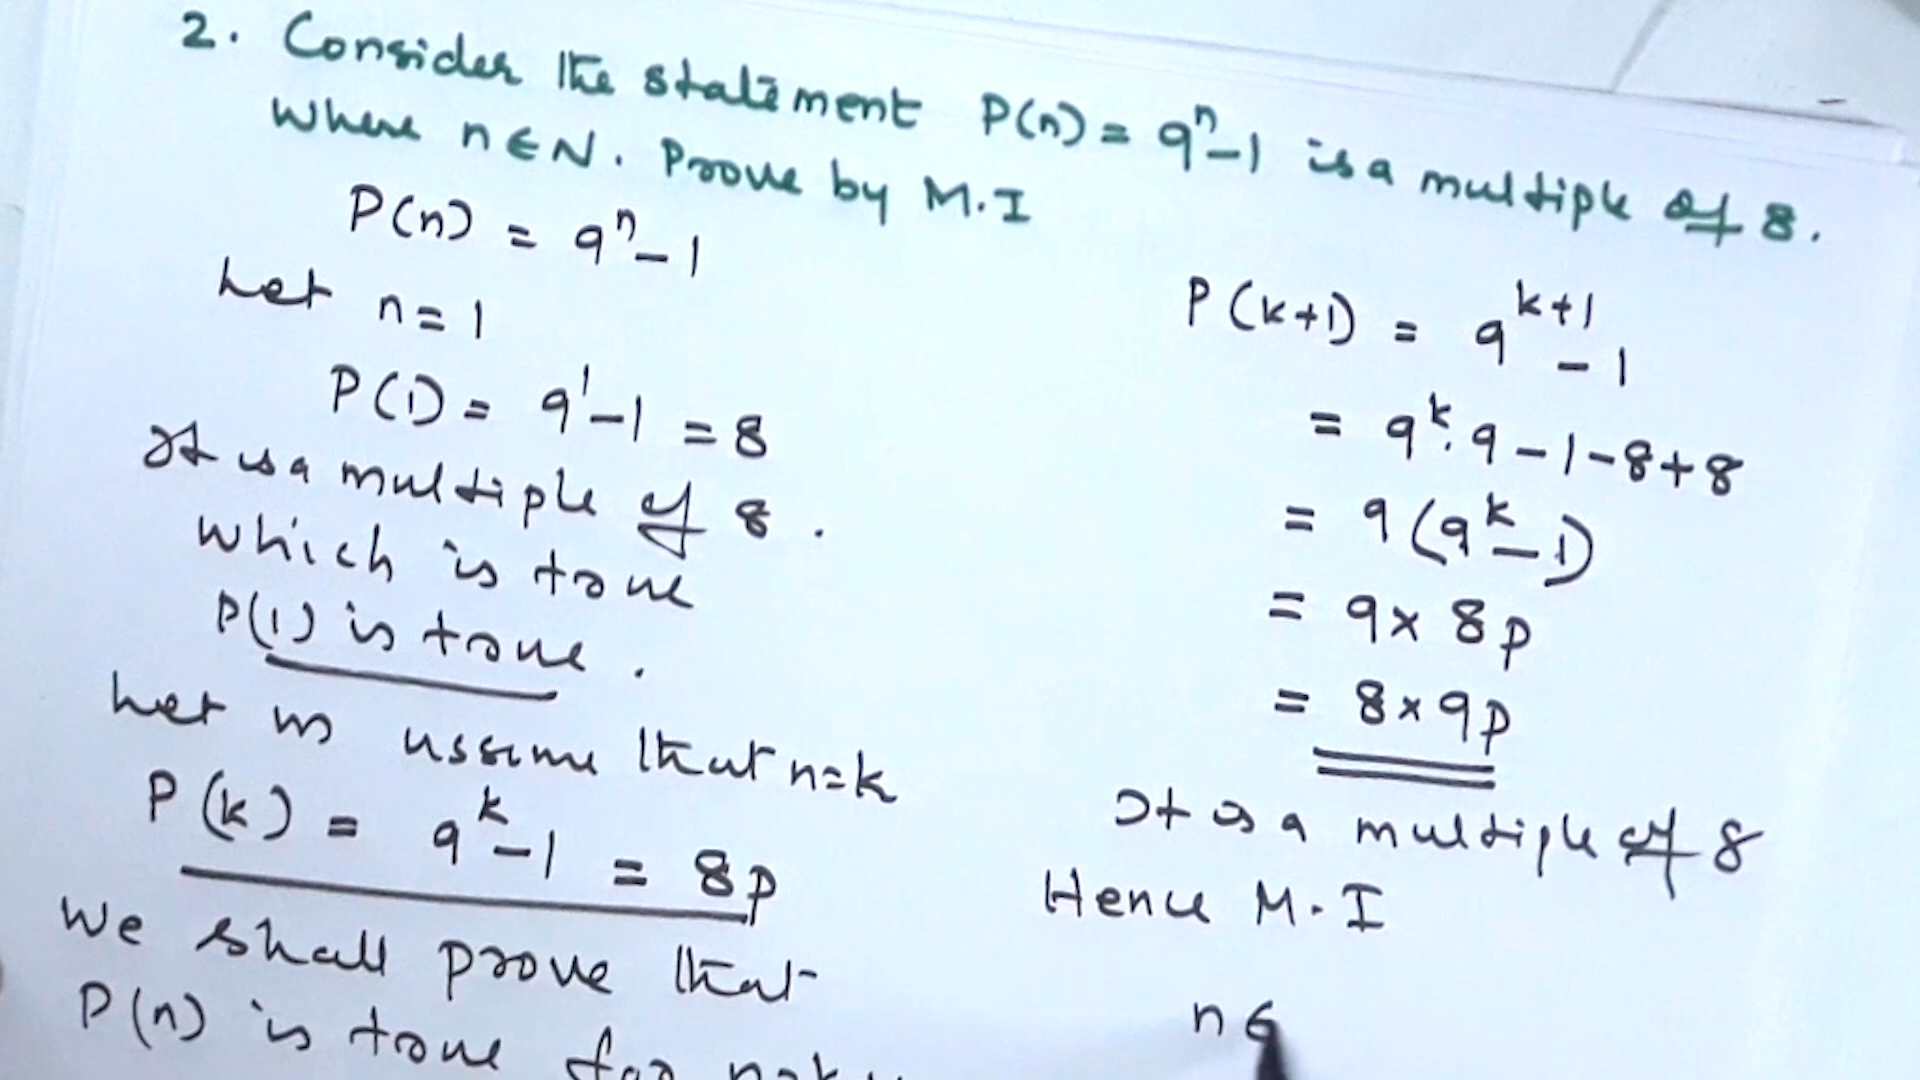 2. Consider the statement P(n) = 9ⁿ-1 is a multiple of 8.
where n∈N. Prove by M.I
P(n) = 9ⁿ-1
Let n=1
P(1) = 9¹-1 = 8
It is a multiple of 8.
which is true
P(1) is true.
Let us assume that n=k
P(k) = 9ᵏ-1 = 8p
We shall prove that
P(n) is true for
P(k+1) = 9ᵏ⁺¹-1
= 9ᵏ.9-1-8+8
= 9(9ᵏ-1)
= 9×8p
= 8×9p
It is a multiple of 8
Hence M.I
n∈